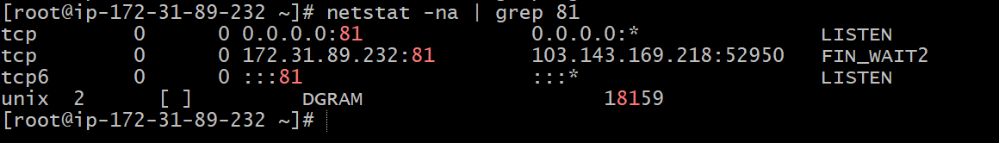 [root@ip-172-31-89-232 ~]# netstat -na | grep 81
tcp        0      0 0.0.0.0:81              0.0.0.0:*               LISTEN
tcp        0      0 172.31.89.232:81        103.143.169.218:52950   FIN_WAIT2
tcp6       0      0 :::81                   :::*                    LISTEN
unix  2      [ ]         DGRAM                    18159
[root@ip-172-31-89-232 ~]#